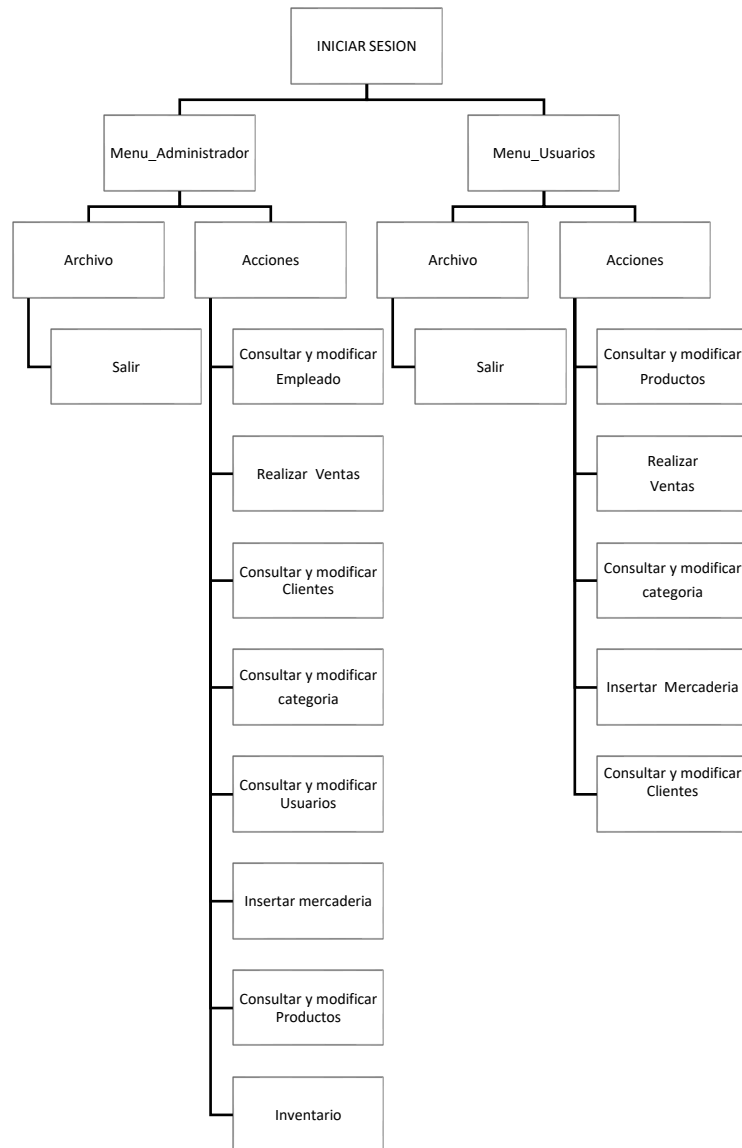 INICIAR SESION
Menu_Administrador
Menu_Usuarios
Archivo
Acciones
Archivo
Acciones
Salir
Consultar y modificar
Empleado
Salir
Consultar y modificar
Productos
Realizar Ventas
Realizar
Ventas
Consultar y modificar
Clientes
Consultar y modificar
categoria
Consultar y modificar
categoria
Insertar Mercaderia
Consultar y modificar
Usuarios
Consultar y modificar
Clientes
Insertar mercaderia
Consultar y modificar
Productos
Inventario